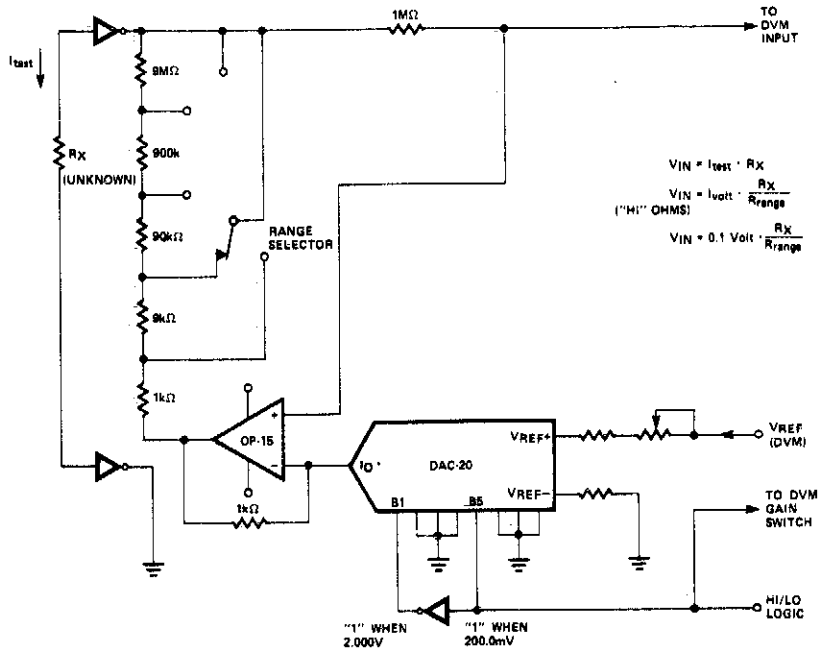 1MΩ
TO
DVM
INPUT
Itest
9MΩ
RX
(UNKNOWN)
900k
VIN = Itest · RX
VIN = Ivolt · RX
Rrange
("HI" OHMS)
VIN = 0.1 Volt · RX
Rrange
90kΩ
RANGE
SELECTOR
9kΩ
1kΩ
+
OP-15
−
1kΩ
IO
DAC-20
VREF+
VREF−
B1
B5
VREF
(DVM)
TO DVM
GAIN
SWITCH
HI/LO
LOGIC
"1" WHEN
2.000V
"1" WHEN
200.0mV